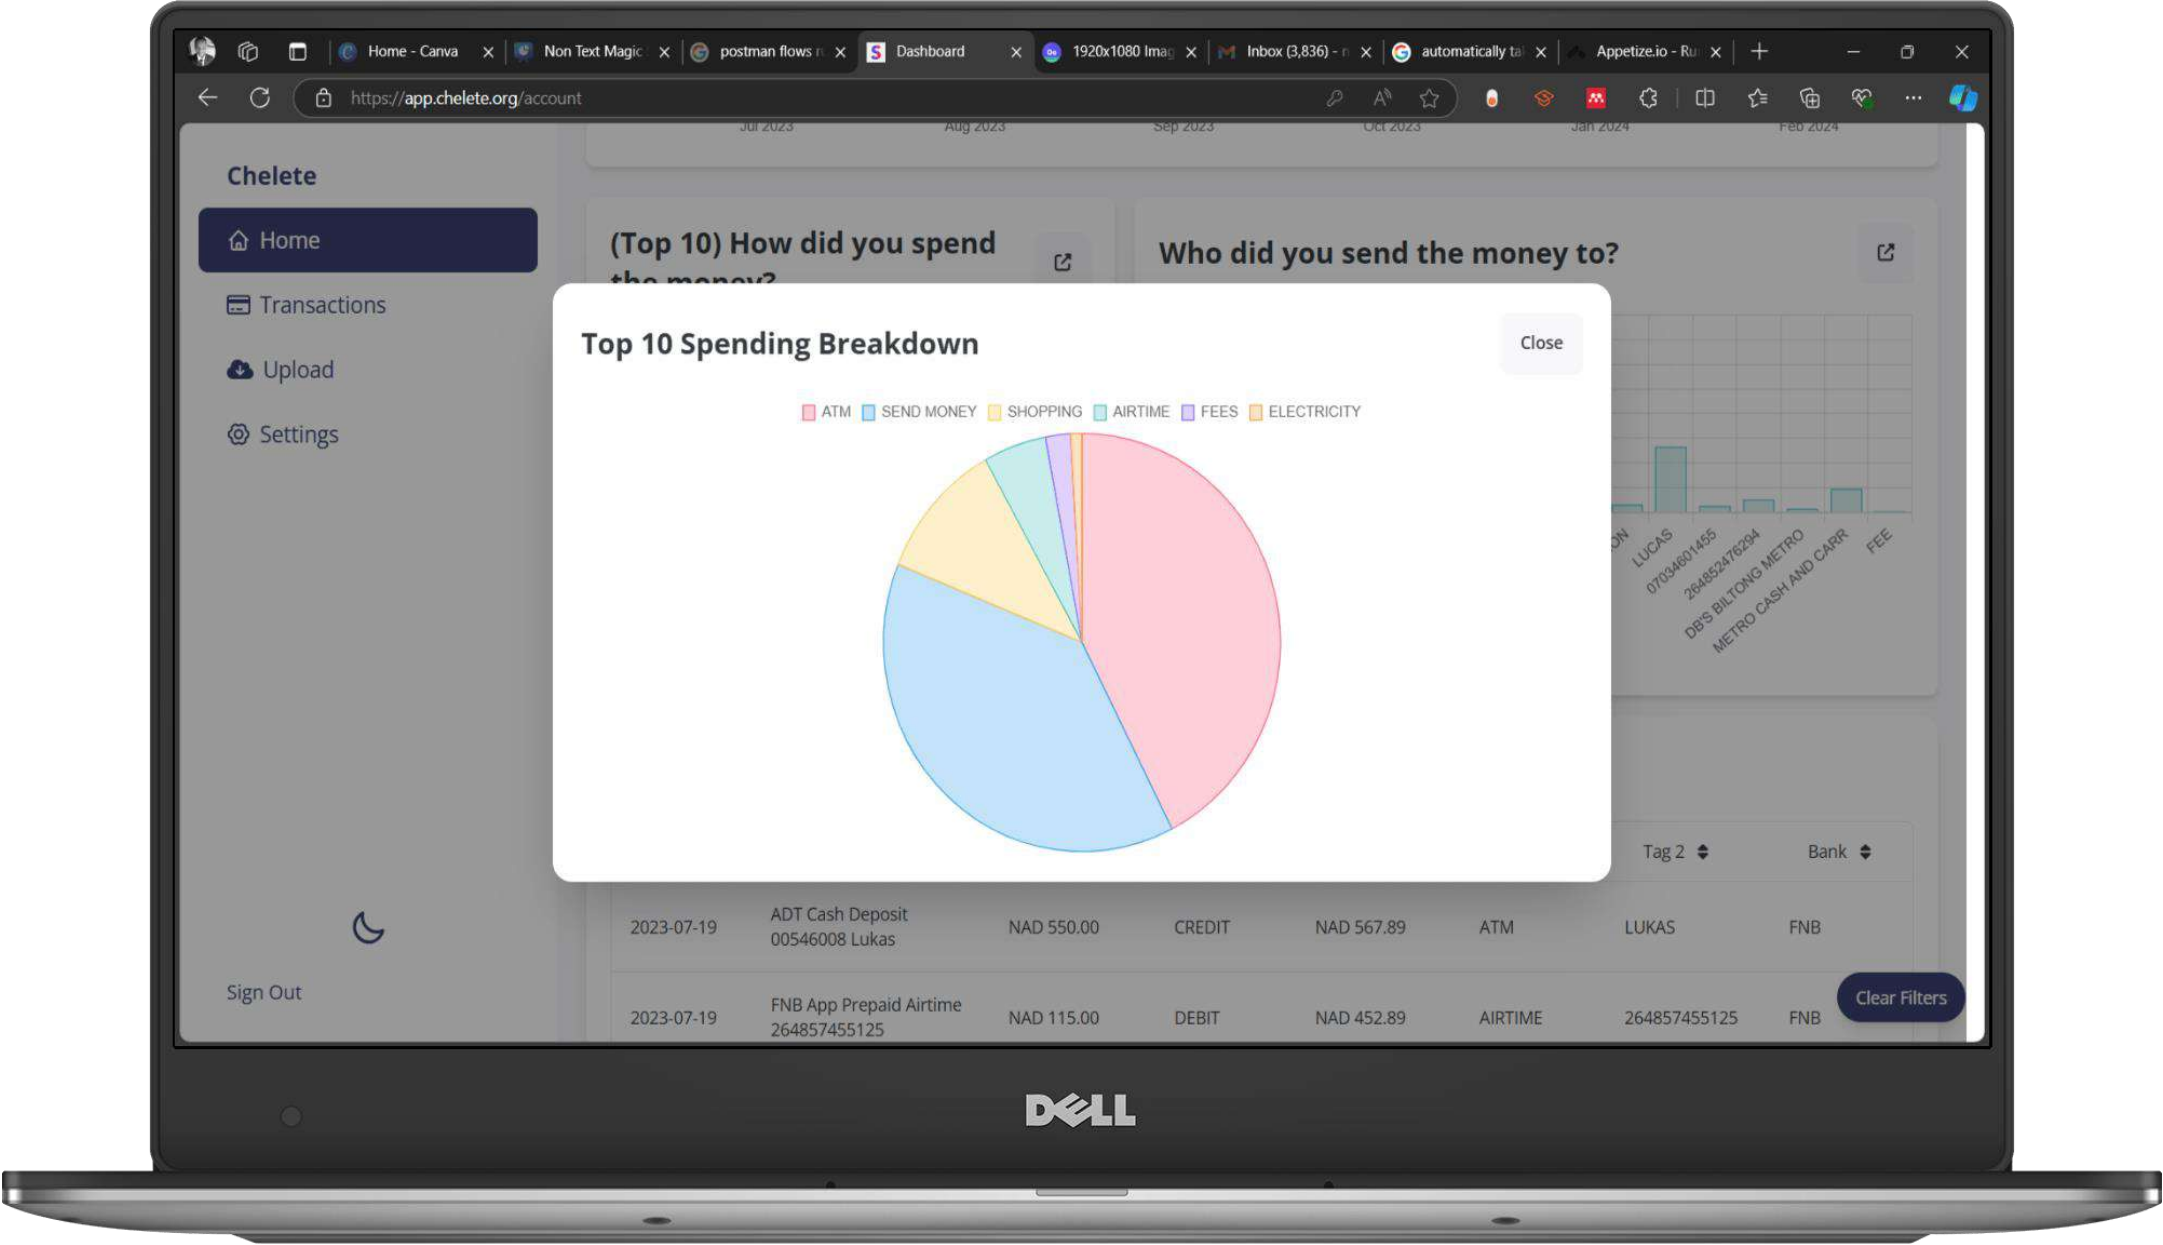 Home - Canva
Non Text Magic
postman flows
Dashboard
1920x1080 Imag
Inbox (3,836) -
automatically ta
Appetize.io - Ru
https://app.chelete.org/account
Jul 2023 Aug 2023 Sep 2023 Oct 2023 Jan 2024 Feb 2024
Chelete
Home
Transactions
Upload
Settings
Sign Out
(Top 10) How did you spend
the money?
Who did you send the money to?
Top 10 Spending Breakdown
Close
ATM SEND MONEY SHOPPING AIRTIME FEES ELECTRICITY
LUCAS
07034601455
264852476294
DB'S BILTONG METRO
METRO CASH AND CARR
FEE
Tag 2 Bank
2023-07-19 ADT Cash Deposit 00546008 Lukas NAD 550.00 CREDIT NAD 567.89 ATM LUKAS FNB
2023-07-19 FNB App Prepaid Airtime 264857455125 NAD 115.00 DEBIT NAD 452.89 AIRTIME 264857455125 FNB
Clear Filters
DELL